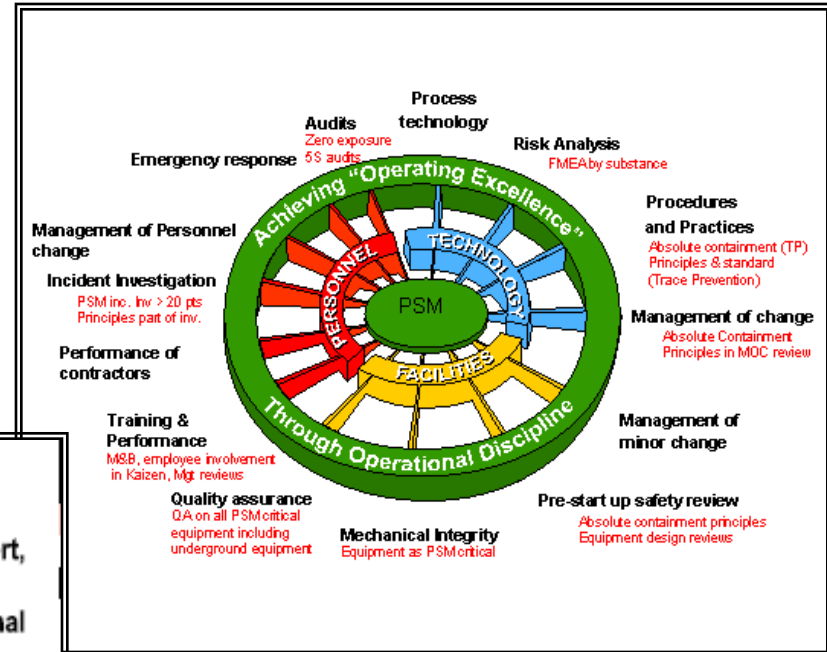 Process
technology
Audits
Zero exposure
5S audits
Risk Analysis
FMEA by substance
Emergency response
Procedures
and Practices
Absolute containment (TP)
Principles & standard
(Trace Prevention)
Management of Personnel
change
Incident Investigation
PSM inc. Inv > 20 pts
Principles part of inv.
Management of change
Absolute Containment
Principles in MOC review
Performance of
contractors
Management of
minor change
Training &
Performance
M&B, employee involvement
in Kaizen, Mgt reviews
Quality assurance
QA on all PSM critical
equipment including
underground equipment
Mechanical Integrity
Equipment as PSM critical
Pre-start up safety review
Absolute containment principles
Equipment design reviews
Achieving "Operating Excellence"
Through Operational Discipline
PERSONNEL
TECHNOLOGY
FACILITIES
PSM
rt,
nal